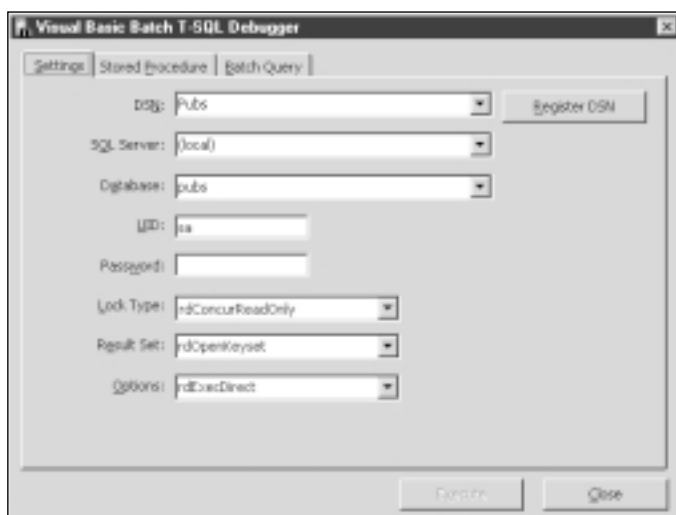 Visual Basic Batch T-SQL Debugger
Settings Stored Procedure Batch Query
DSN: Pubs Register DSN
SQL Server: (local)
Database: pubs
UID: sa
Password:
Lock Type: rdConcurReadOnly
Result Set: rdOpenKeyset
Options: rdExecDirect
Execute Close